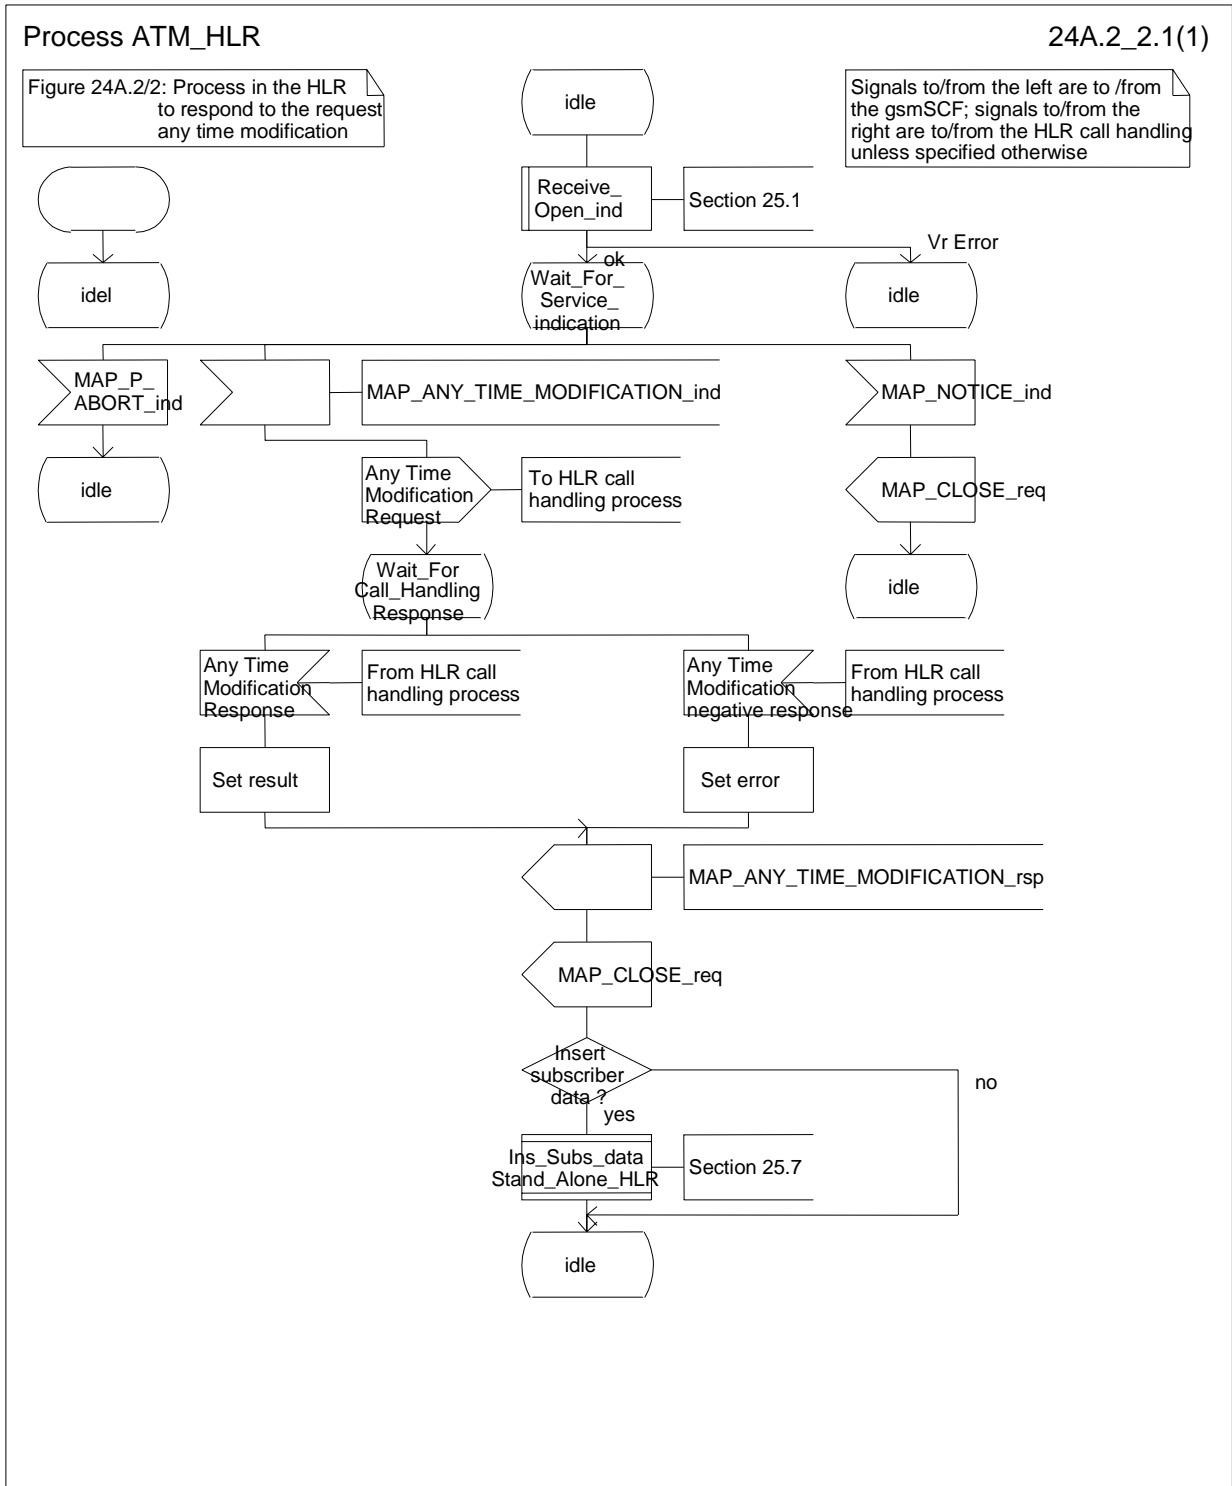 Process ATM_HLR
24A.2_2.1(1)
Figure 24A.2/2: Process in the HLR
to respond to the request
any time modification
idle
Signals to/from the left are to /from
the gsmSCF; signals to/from the
right are to/from the HLR call handling
unless specified otherwise
Receive_
Open_ind
Section 25.1
Vr Error
ok
idel
Wait_For_
Service_
indication
idle
MAP_P_
ABORT_ind
MAP_ANY_TIME_MODIFICATION_ind
MAP_NOTICE_ind
idle
Any Time
Modification
Request
To HLR call
handling process
MAP_CLOSE_req
Wait_For
Call_Handling
Response
idle
Any Time
Modification
Response
From HLR call
handling process
Any Time
Modification
negative response
From HLR call
handling process
Set result
Set error
MAP_ANY_TIME_MODIFICATION_rsp
MAP_CLOSE_req
Insert
subscriber
data ?
no
yes
Ins_Subs_data
Stand_Alone_HLR
Section 25.7
idle